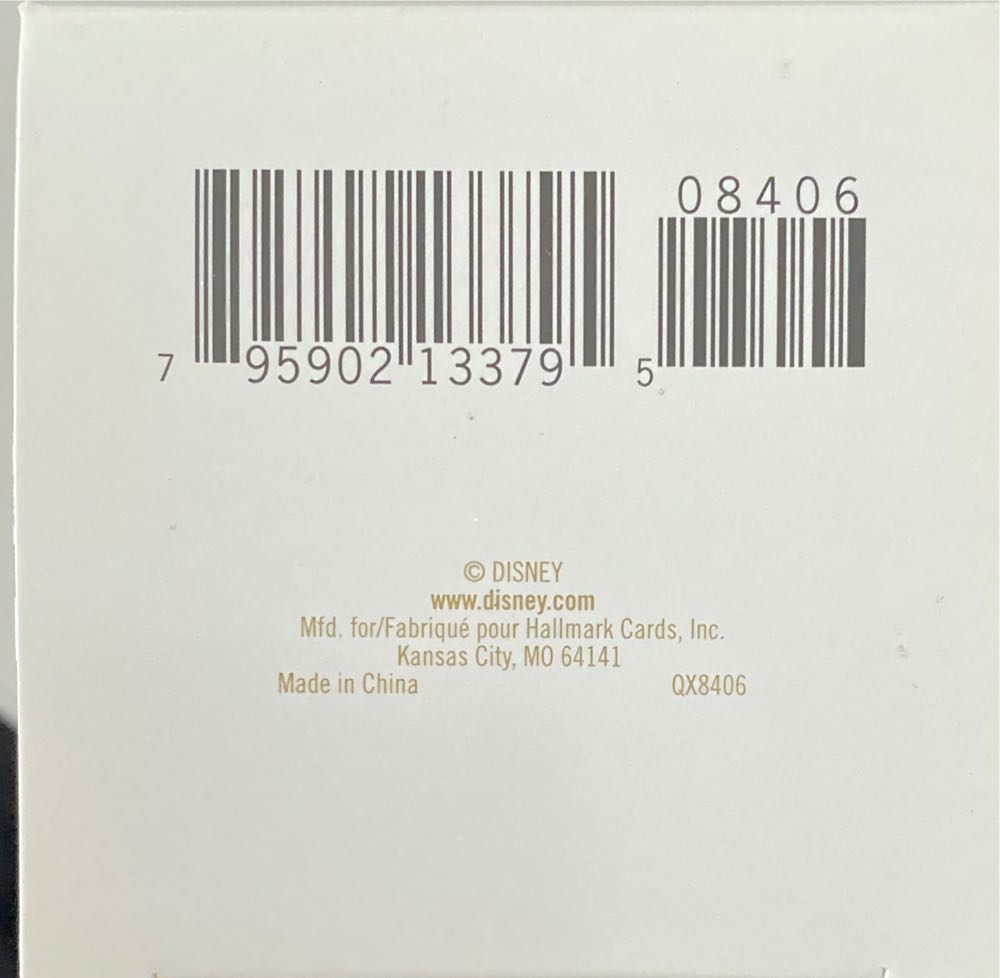 08406
7 95902 13379 5
© DISNEY
www.disney.com
Mfd. for/Fabriqué pour Hallmark Cards, Inc.
Kansas City, MO 64141
Made in China QX8406